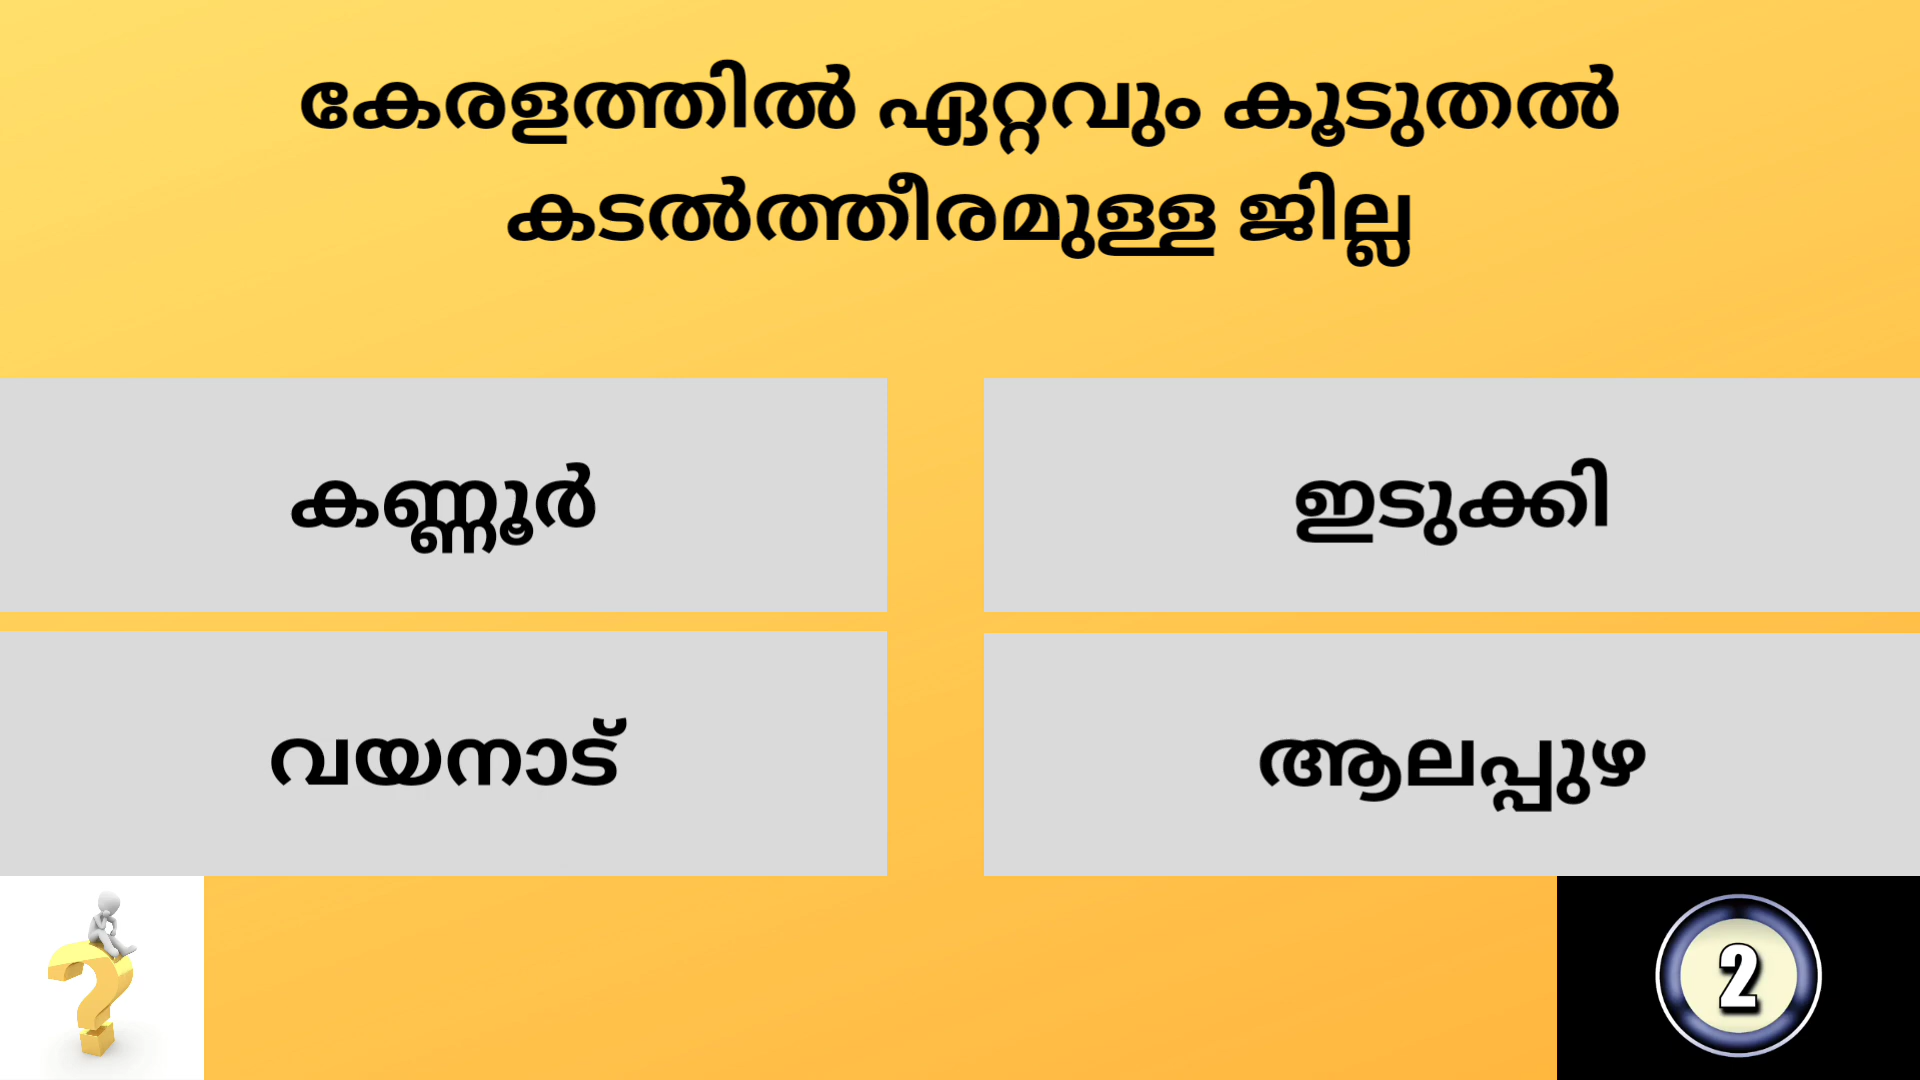 കേരളത്തിൽ ഏറ്റവും കൂടുതൽ
കടൽത്തീരമുള്ള ജില്ല
കണ്ണൂർ
ഇടുക്കി
വയനാട്
ആലപ്പുഴ
2